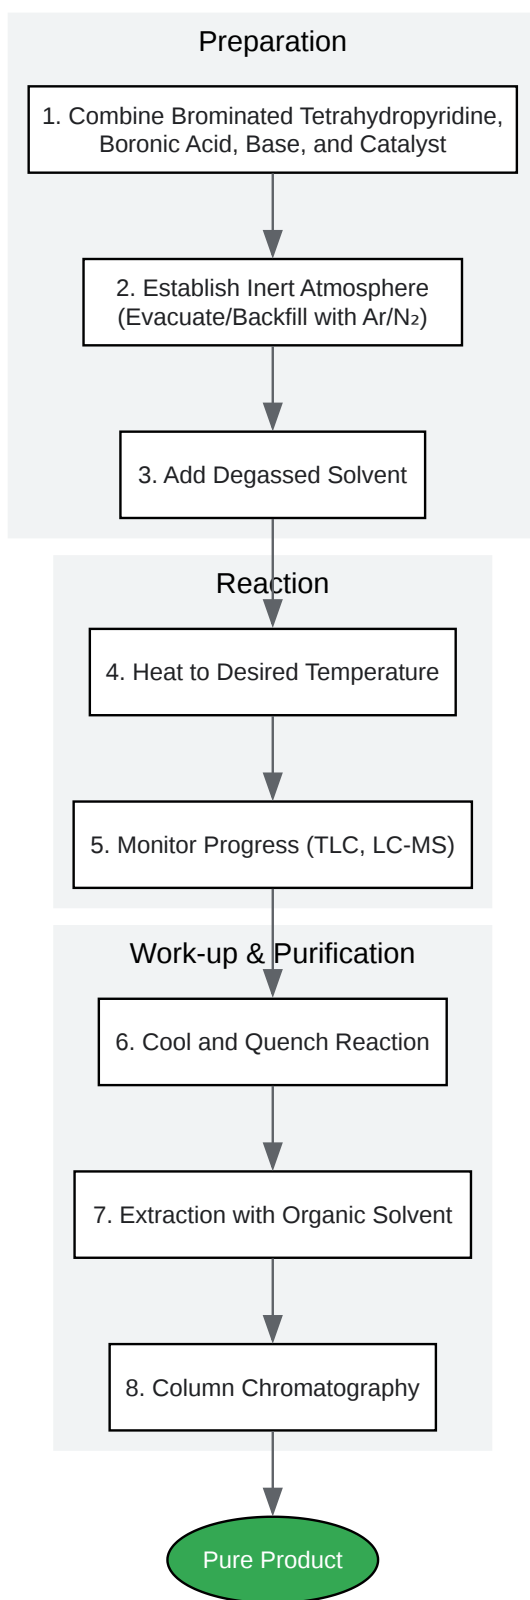 Preparation
1. Combine Brominated Tetrahydropyridine,
Boronic Acid, Base, and Catalyst
2. Establish Inert Atmosphere
(Evacuate/Backfill with Ar/N₂)
3. Add Degassed Solvent
Reaction
4. Heat to Desired Temperature
5. Monitor Progress (TLC, LC-MS)
Work-up & Purification
6. Cool and Quench Reaction
7. Extraction with Organic Solvent
8. Column Chromatography
Pure Product